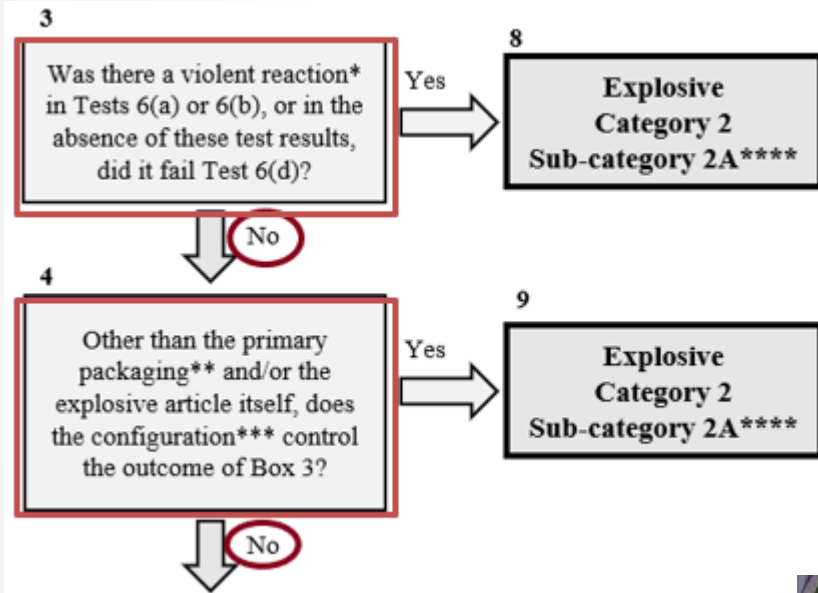 3
Was there a violent reaction*
in Tests 6(a) or 6(b), or in the
absence of these test results,
did it fail Test 6(d)?
Yes
8
Explosive
Category 2
Sub-category 2A****
No
4
Other than the primary
packaging** and/or the
explosive article itself, does
the configuration*** control
the outcome of Box 3?
Yes
9
Explosive
Category 2
Sub-category 2A****
No